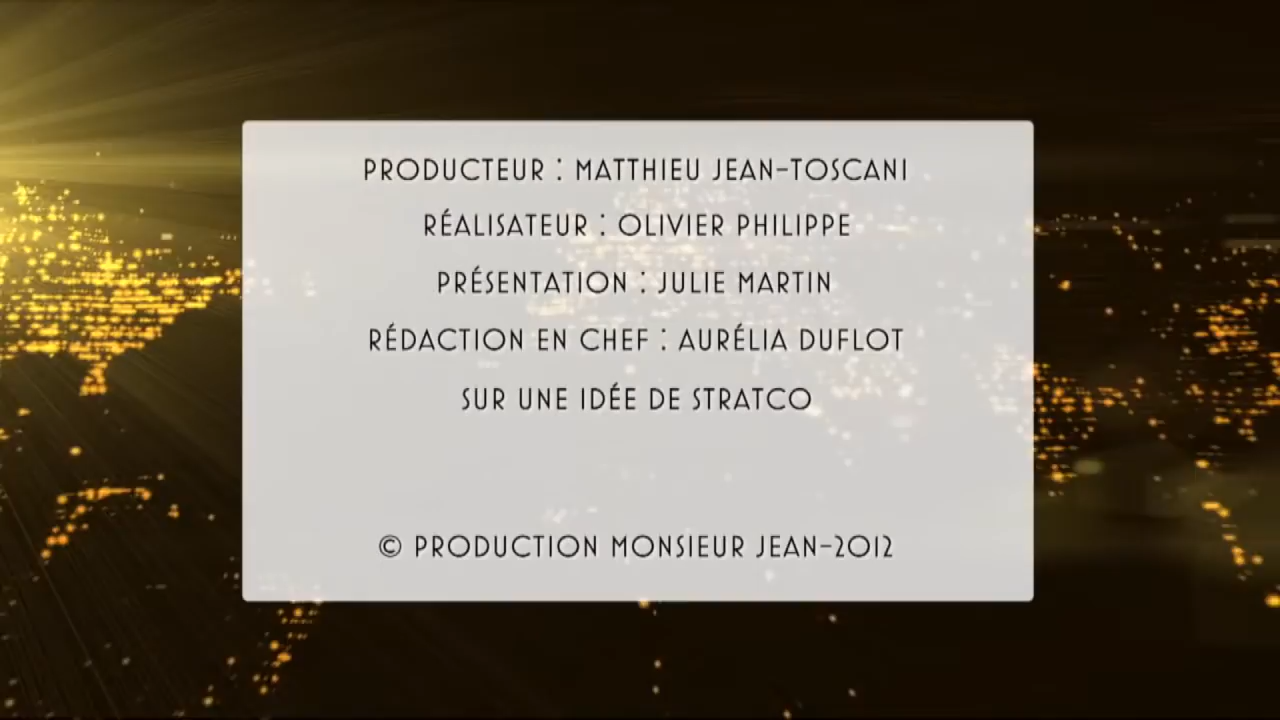 PRODUCTEUR : MATTHIEU JEAN-TOSCANI
RÉALISATEUR : OLIVIER PHILIPPE
PRÉSENTATION : JULIE MARTIN
RÉDACTION EN CHEF : AURÉLIA DUFLOT
SUR UNE IDÉE DE STRATCO
© PRODUCTION MONSIEUR JEAN-2012